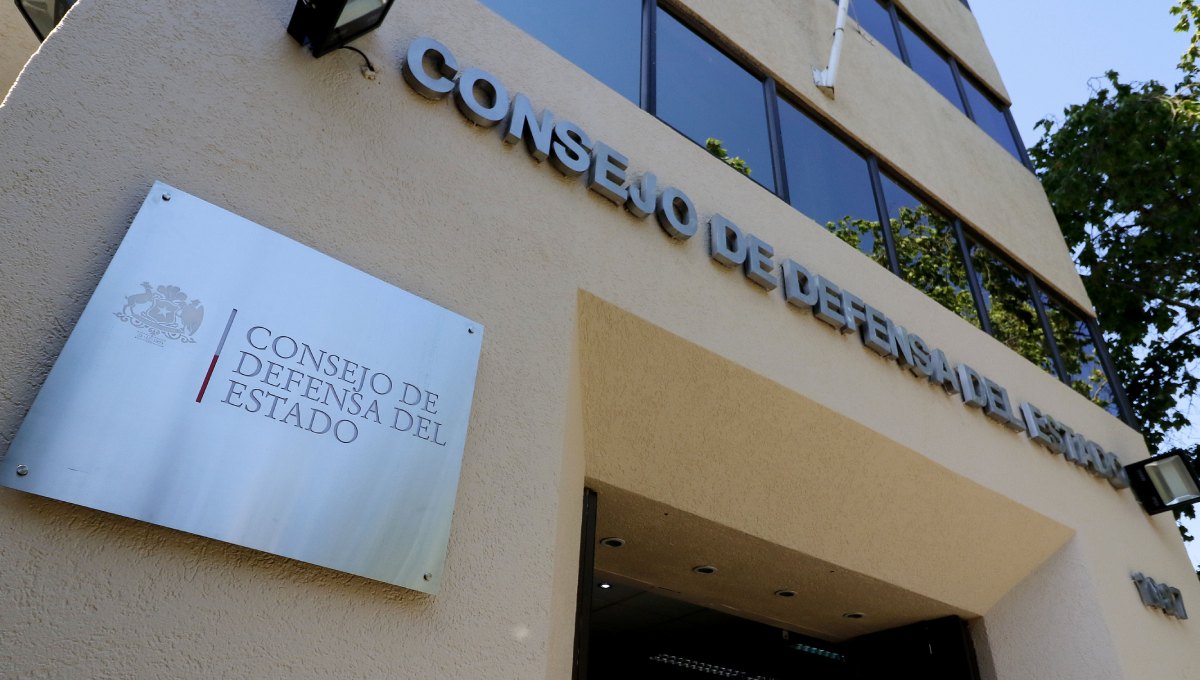 CONSEJO DE DEFENSA DEL ESTADO
CONSEJO DE
DEFENSA DEL
ESTADO